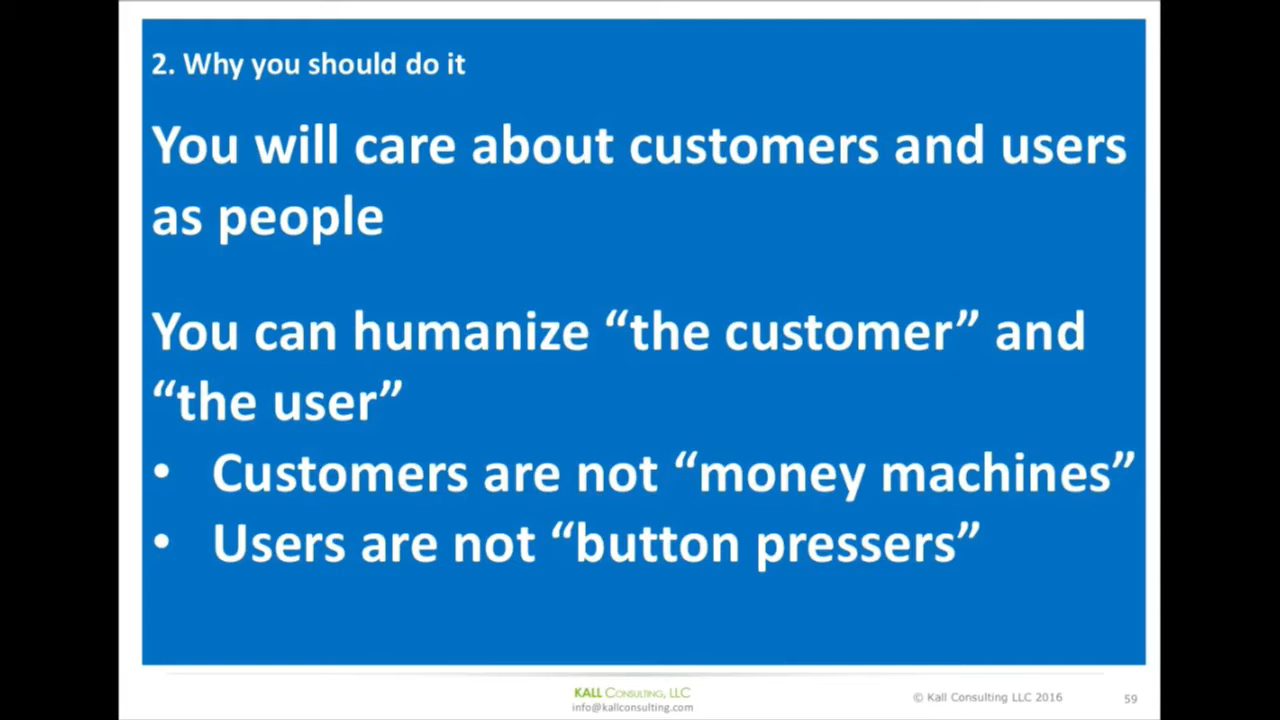 2. Why you should do it
You will care about customers and users
as people
You can humanize “the customer” and
“the user”
• Customers are not “money machines”
• Users are not “button pressers”
KALL CONSULTING, LLC
info@kallconsulting.com
© Kall Consulting LLC 2016
59